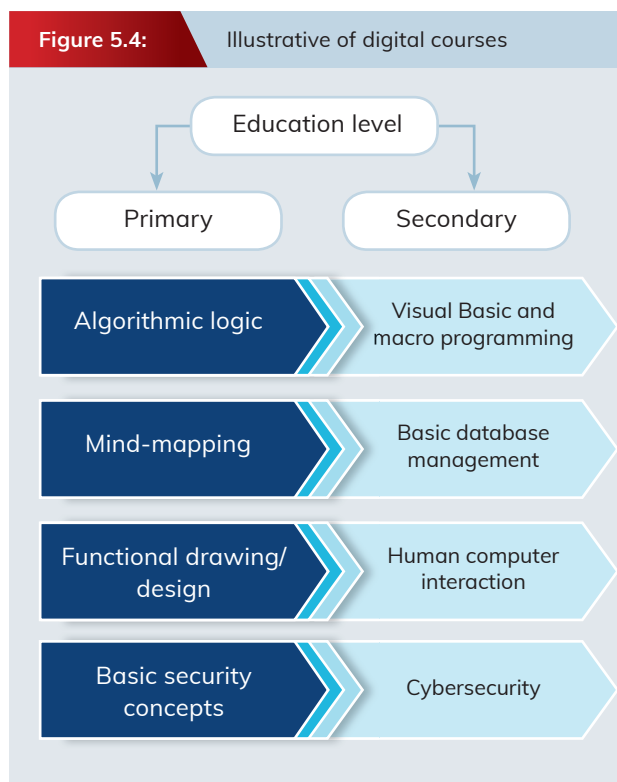 Figure 5.4: Illustrative of digital courses
Education level
Primary Secondary
Algorithmic logic
Visual Basic and
macro programming
Mind-mapping
Basic database
management
Functional drawing/
design
Human computer
interaction
Basic security
concepts
Cybersecurity